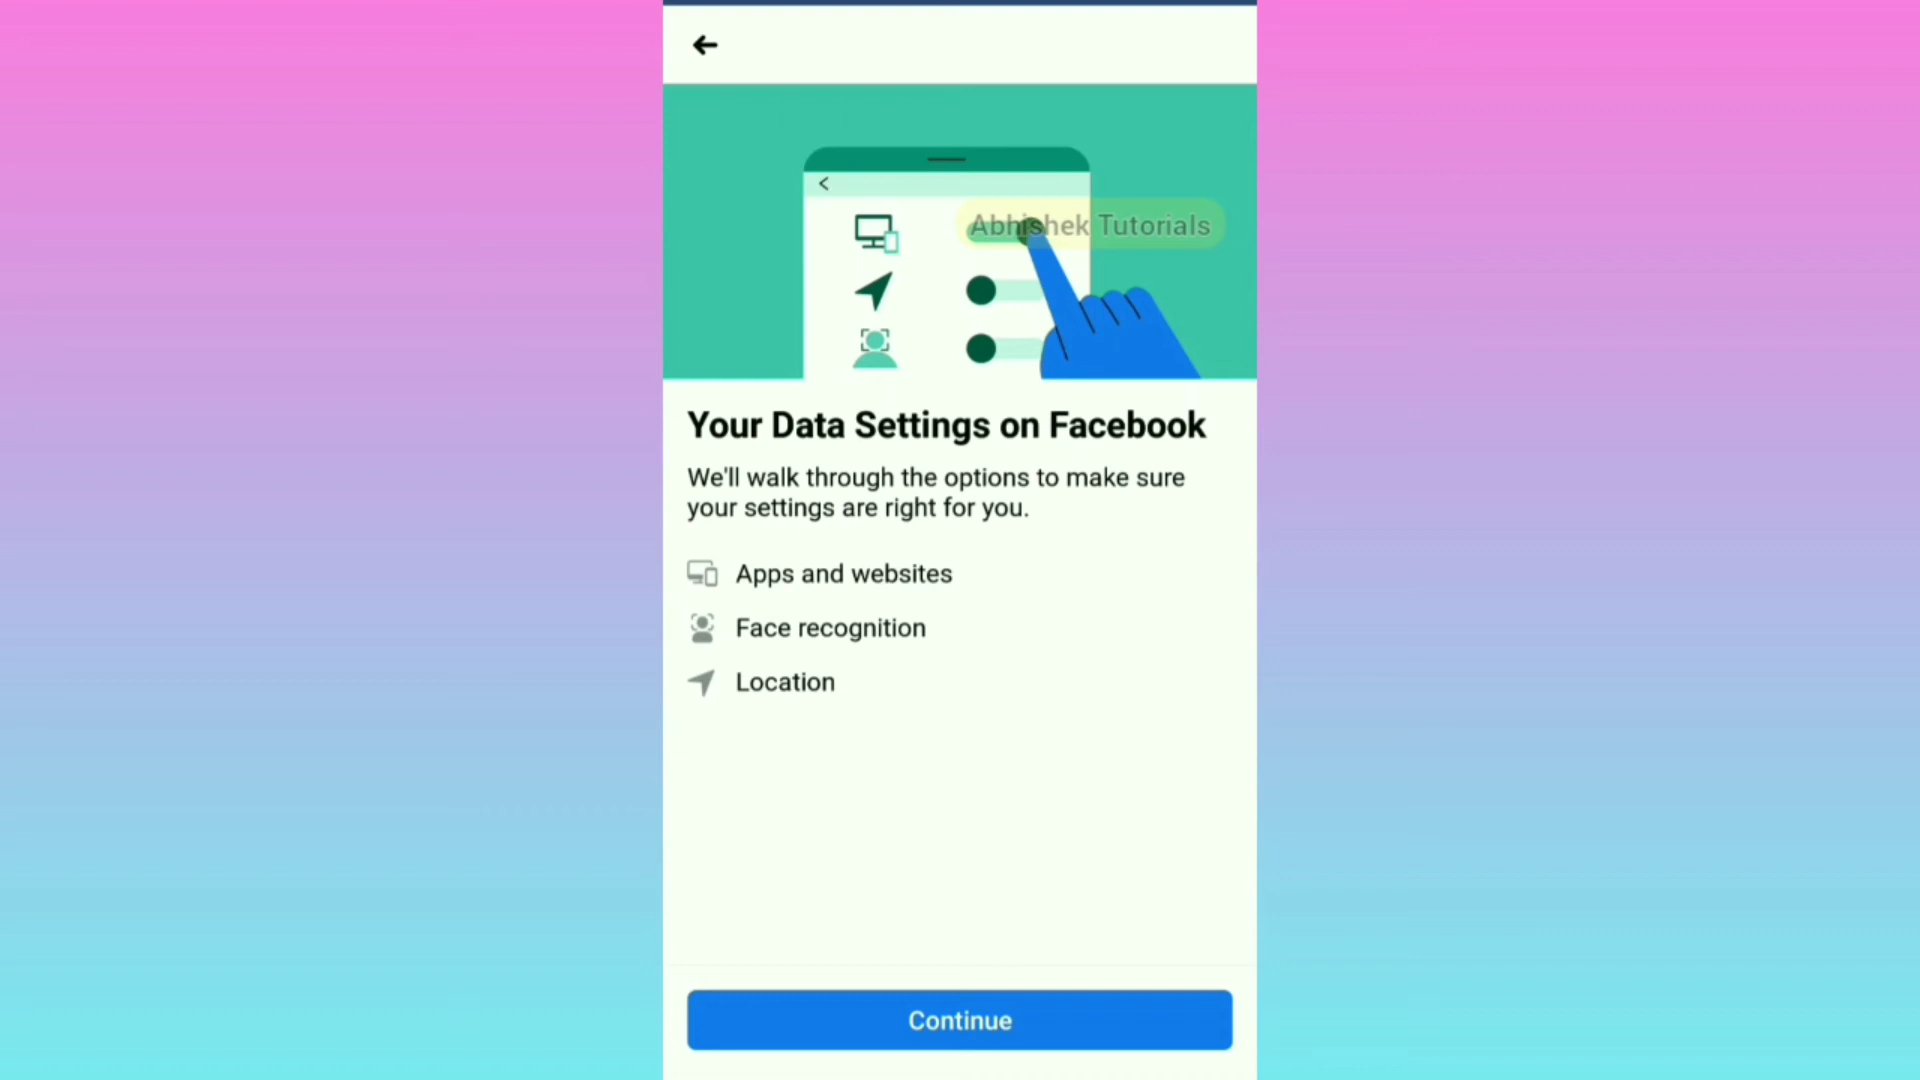 Abhishek Tutorials
Your Data Settings on Facebook
We'll walk through the options to make sure
your settings are right for you.
Apps and websites
Face recognition
Location
Continue